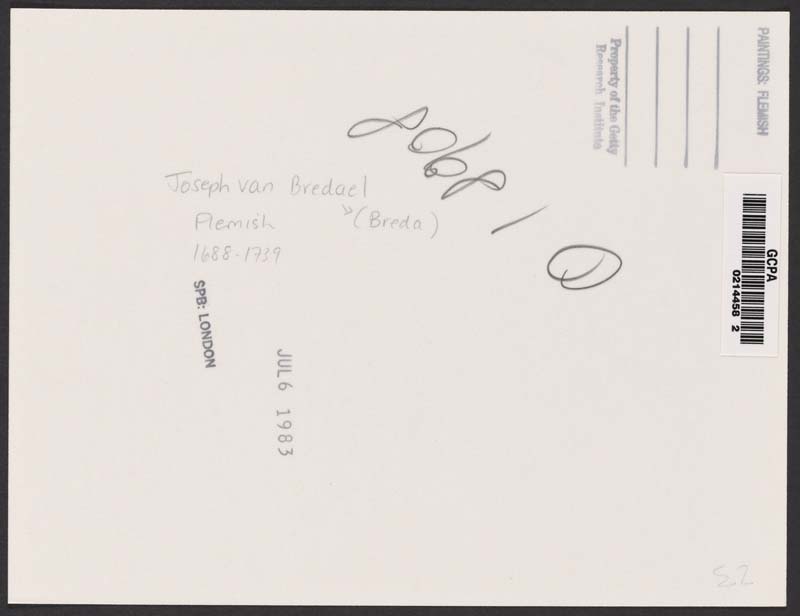 PAINTINGS: FLEMISH
Property of the Getty
Research Institute
GCPA
0214458 2
Joseph van Bredael
Flemish (Breda)
1688-1739
SPB: LONDON
JUL 6 1983